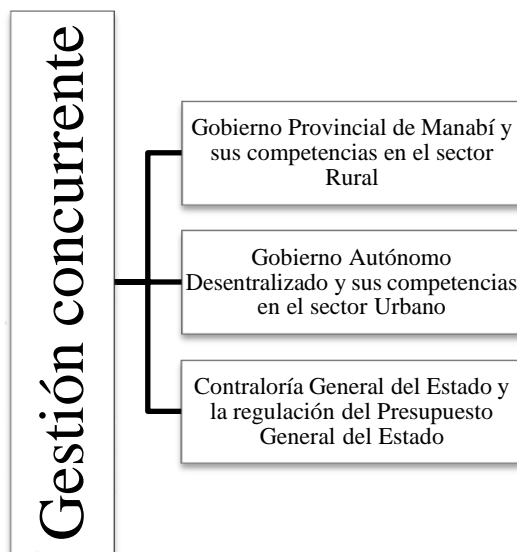 Gestión concurrente
Gobierno Provincial de Manabí y
sus competencias en el sector
Rural
Gobierno Autónomo
Desentralizado y sus competencias
en el sector Urbano
Contraloría General del Estado y
la regulación del Presupuesto
General del Estado